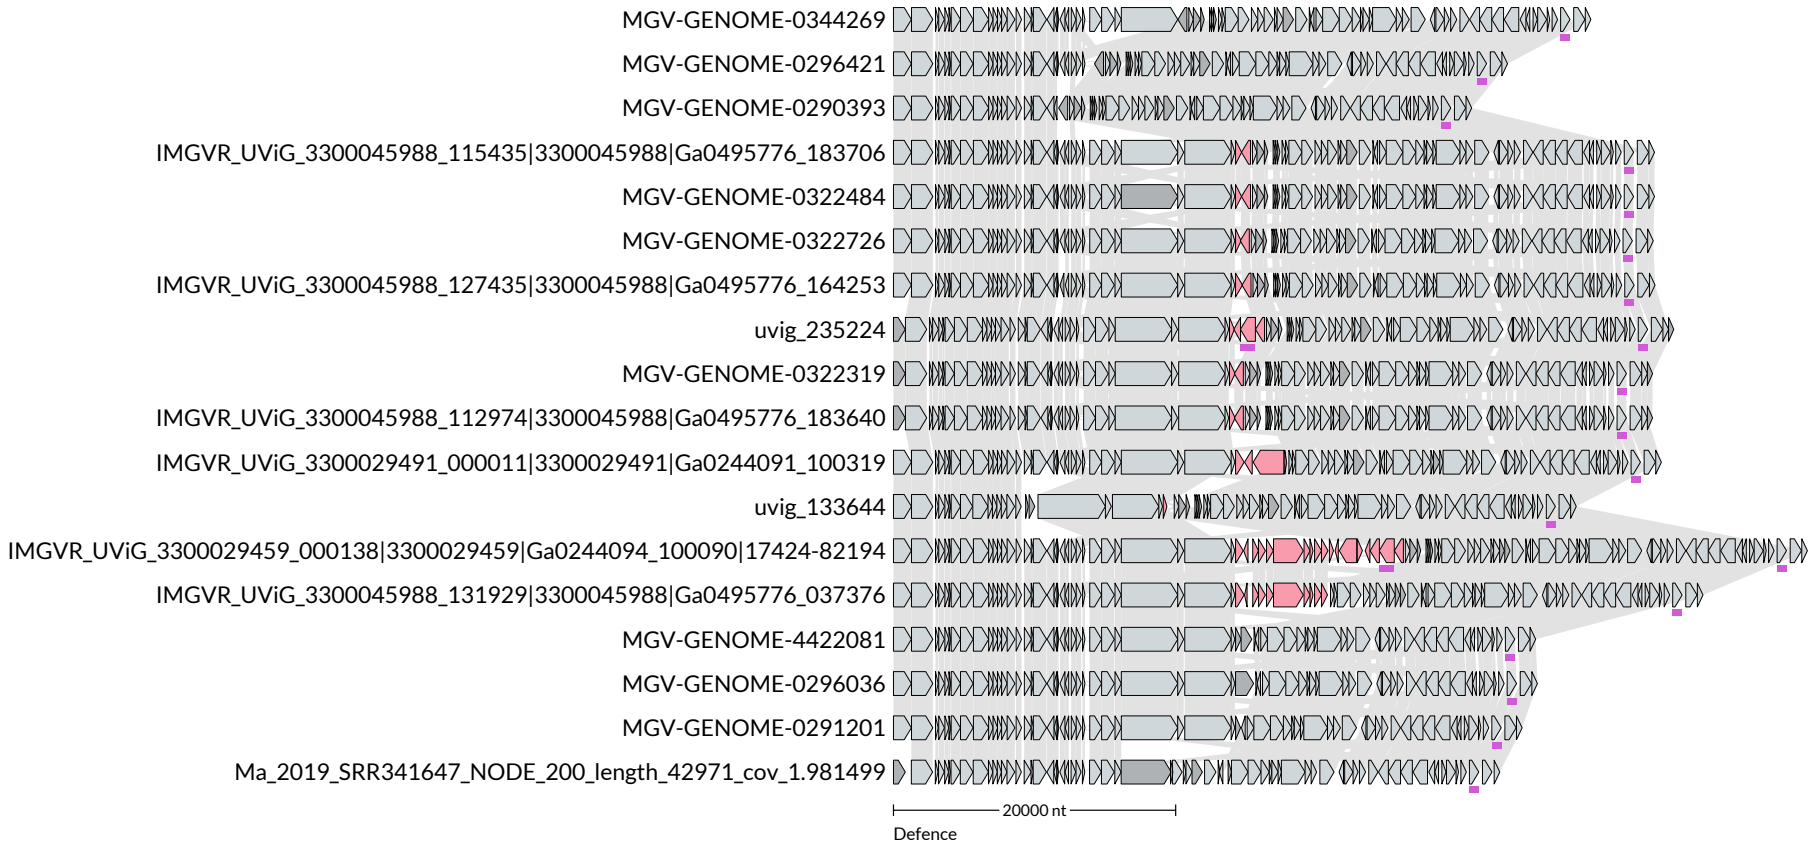 MGV-GENOME-0344269
MGV-GENOME-0296421
MGV-GENOME-0290393
IMGVR_UViG_3300045988_115435|3300045988|Ga0495776_183706
MGV-GENOME-0322484
MGV-GENOME-0322726
IMGVR_UViG_3300045988_127435|3300045988|Ga0495776_164253
uvig_235224
MGV-GENOME-0322319
IMGVR_UViG_3300045988_112974|3300045988|Ga0495776_183640
IMGVR_UViG_3300029491_000011|3300029491|Ga0244091_100319
uvig_133644
IMGVR_UViG_3300029459_000138|3300029459|Ga0244094_100090|17424-82194
IMGVR_UViG_3300045988_131929|3300045988|Ga0495776_037376
MGV-GENOME-4422081
MGV-GENOME-0296036
MGV-GENOME-0291201
Ma_2019_SRR341647_NODE_200_length_42971_cov_1.981499
20000 nt
Defence